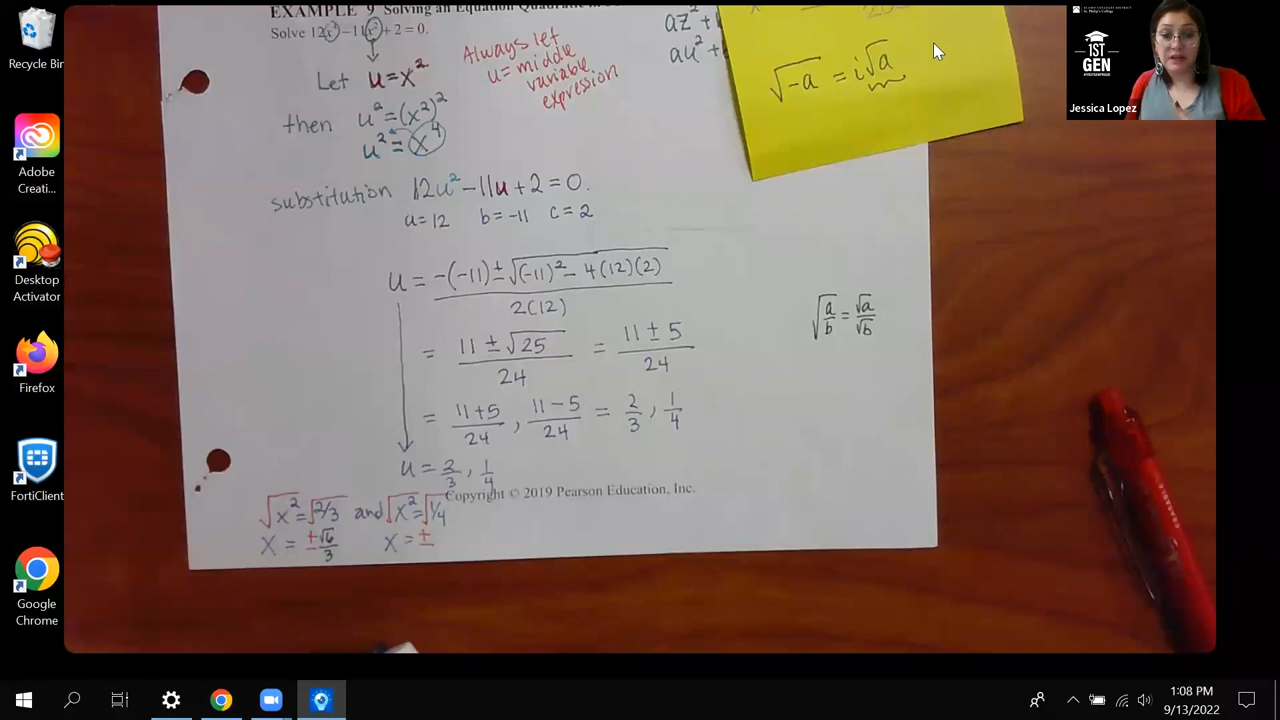 Recycle Bin
Adobe
Creati...
Desktop
Activator
Firefox
FortiClient
Google
Chrome
EXAMPLE 9 Solving an Equation Quadratic in
Solve 12x⁴ − 11x² + 2 = 0.
Let u = x²
Always let
u = middle
variable
expression
then u² = (x²)²
u² = x⁴
az² +
au² +
√-a = i√a
substitution 12u² − 11u + 2 = 0.
a = 12 b = -11 c = 2
u = -(-11) ± √(-11)² − 4(12)(2)
2(12)
= 11 ± √25 / 24 = 11 ± 5 / 24
= 11+5 / 24 , 11−5 / 24 = 2/3 , 1/4
u = 2/3 , 1/4
√x² = √2/3 and √x² = √1/4
x = ± √6/3 x = ±
√a/b = √a/√b
Copyright © 2019 Pearson Education, Inc.
1ST
GEN
Jessica Lopez
1:08 PM
9/13/2022